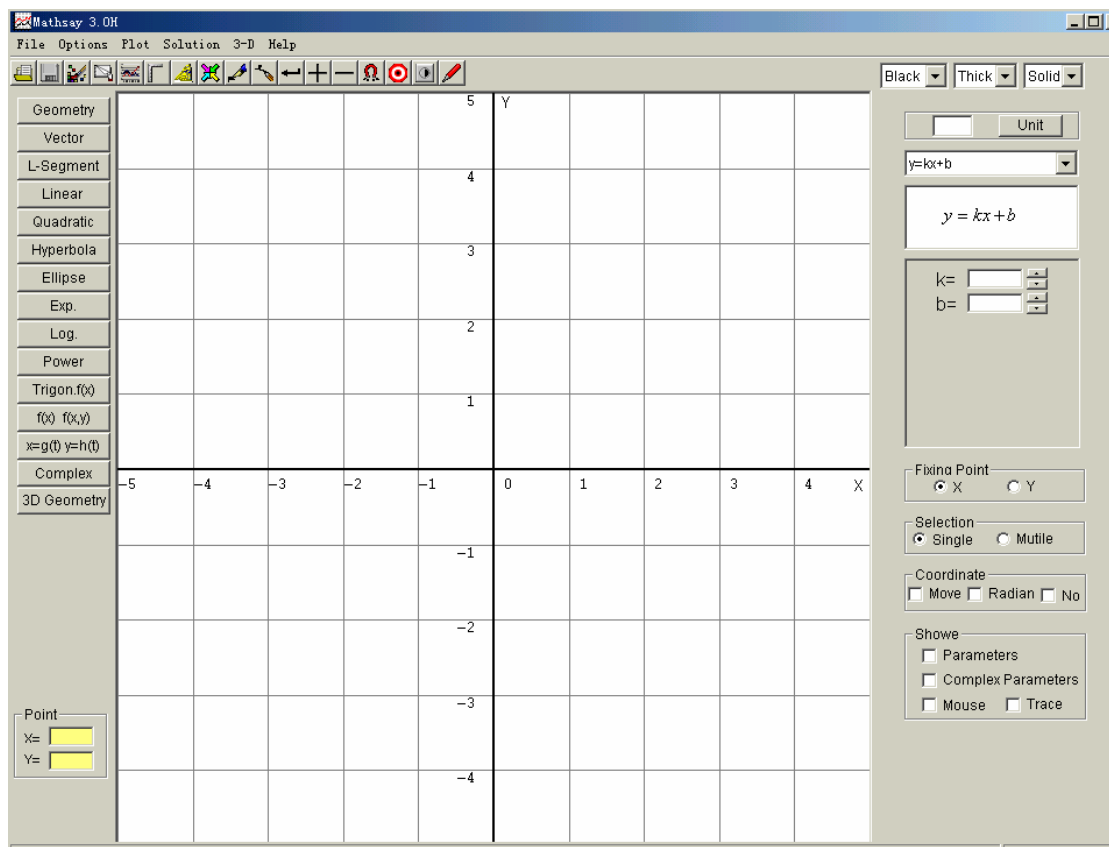 Mathsay 3.0H
File Options Plot Solution 3-D Help
Black Thick Solid
Geometry
Vector
L-Segment
Linear
Quadratic
Hyperbola
Ellipse
Exp.
Log.
Power
Trigon.f(x)
f(x) f(x,y)
x=g(t) y=h(t)
Complex
3D Geometry
Point
X=
Y=
5 Y
4
3
2
1
-5 -4 -3 -2 -1 0 1 2 3 4 X
-1
-2
-3
-4
Unit
y=kx+b
y = kx+b
k=
b=
Fixing Point
X Y
Selection
Single Mutile
Coordinate
Move Radian No
Showe
Parameters
Complex Parameters
Mouse Trace